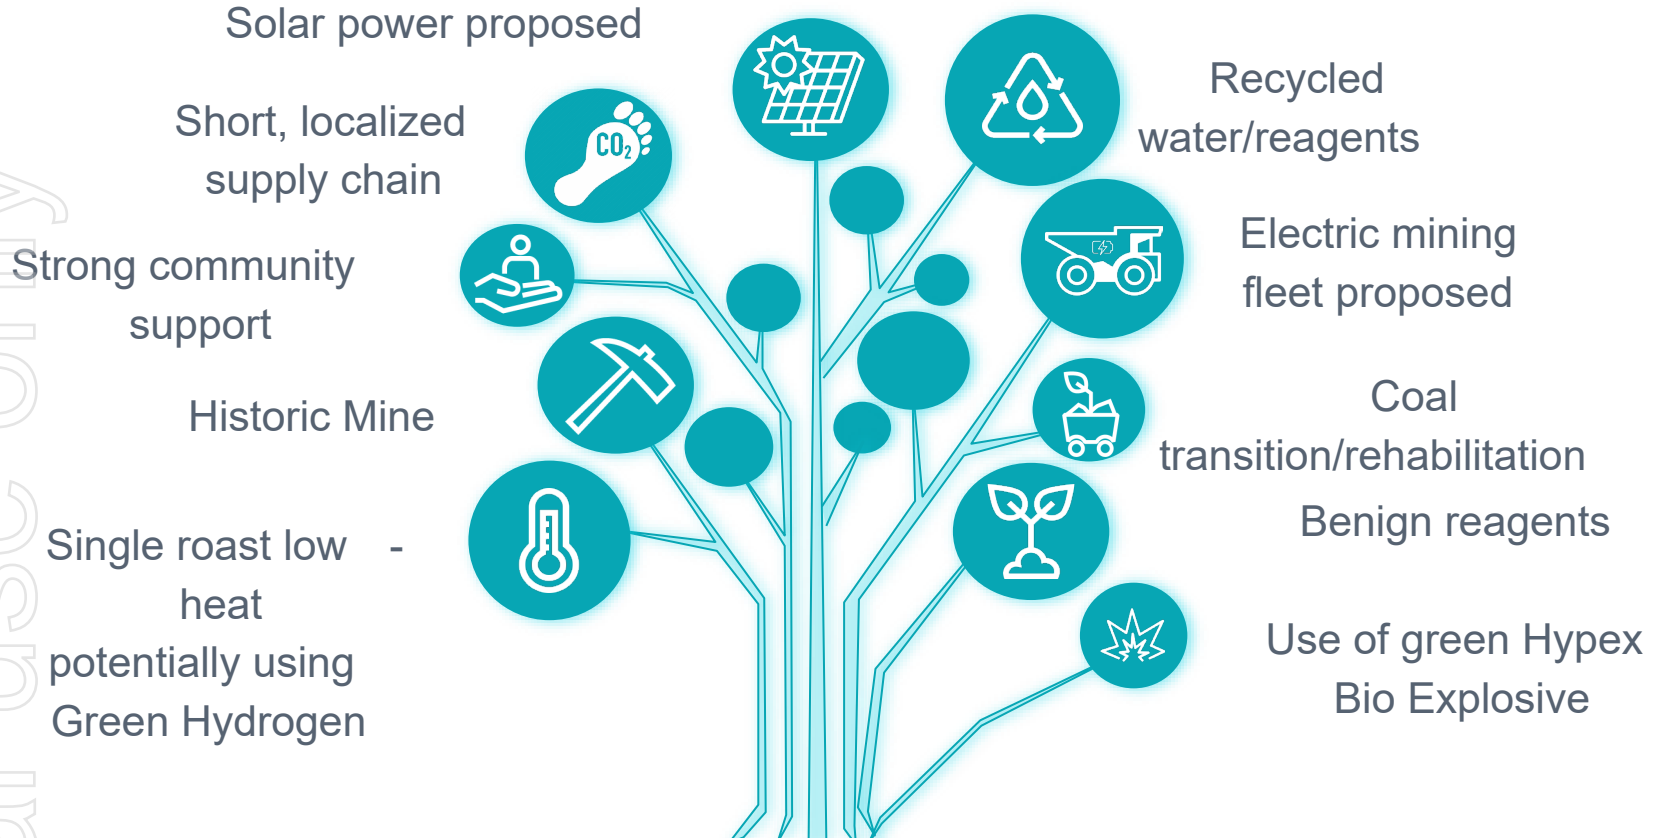 Solar power proposed
Short, localized
supply chain
Strong community
support
Historic Mine
Single roast low -
heat
potentially using
Green Hydrogen
CO2
Recycled
water/reagents
Electric mining
fleet proposed
Coal
transition/rehabilitation
Benign reagents
Use of green Hypex
Bio Explosive